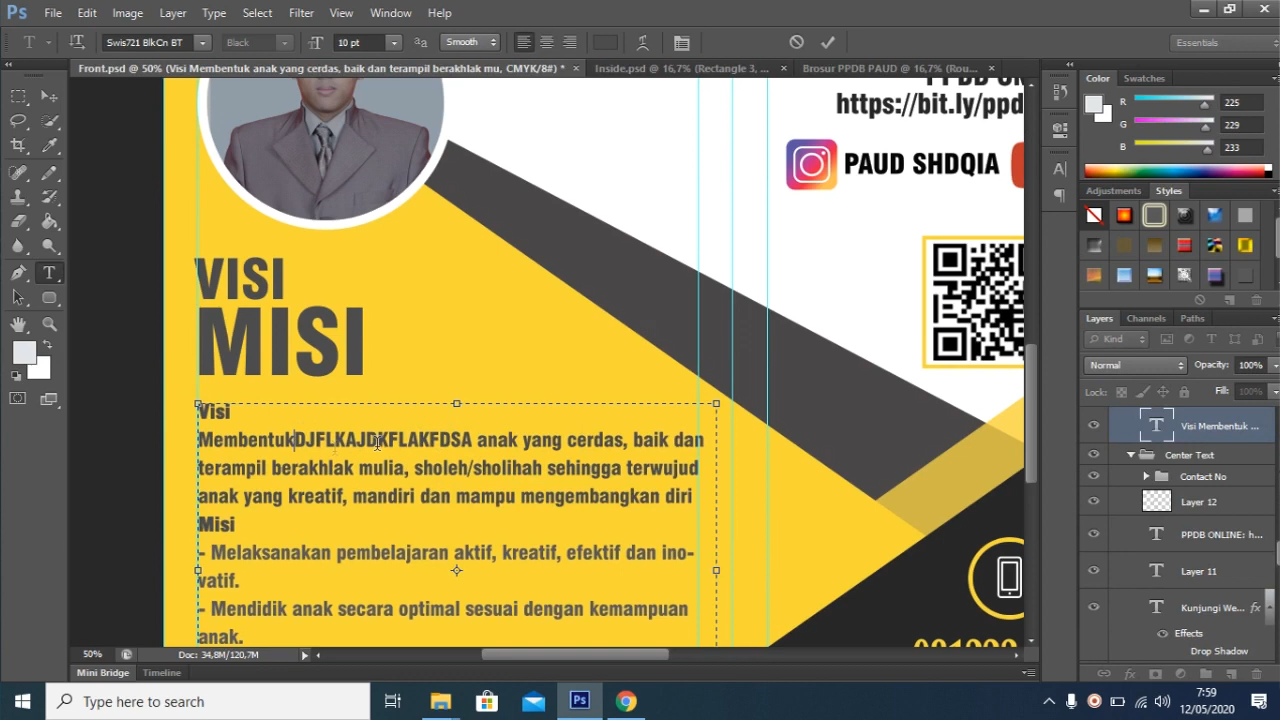 Ps File Edit Image Layer Type Select Filter View Window Help
T Swis721 BlkCn BT Black 10 pt aa Smooth Essentials
Front.psd @ 50% (Visi Membentuk anak yang cerdas, baik dan terampil berakhlak mu, CMYK/8#) * × Inside.psd @ 16,7% (Rectangle 3, ... × Brosur PPDB PAUD @ 16,7% (Rou... ×
Color Swatches
R 225
G 229
B 233
Adjustments Styles
https://bit.ly/ppd
PAUD SHDQIA
VISI
MISI
Visi
MembentukDJFLKAJDKFLAKFDSA anak yang cerdas, baik dan
terampil berakhlak mulia, sholeh/sholihah sehingga terwujud
anak yang kreatif, mandiri dan mampu mengembangkan diri
Misi
- Melaksanakan pembelajaran aktif, kreatif, efektif dan ino-
vatif.
- Mendidik anak secara optimal sesuai dengan kemampuan
anak.
Layers Channels Paths
Kind
Normal Opacity: 100%
Lock: Fill: 100%
T Visi Membentuk ...
Center Text
Contact No
Layer 12
T PPDB ONLINE: h...
T Layer 11
T Kunjungi We... fx
Effects
Drop Shadow
50% Doc: 34,8M/120,7M
Mini Bridge Timeline
Type here to search
7:59
12/05/2020